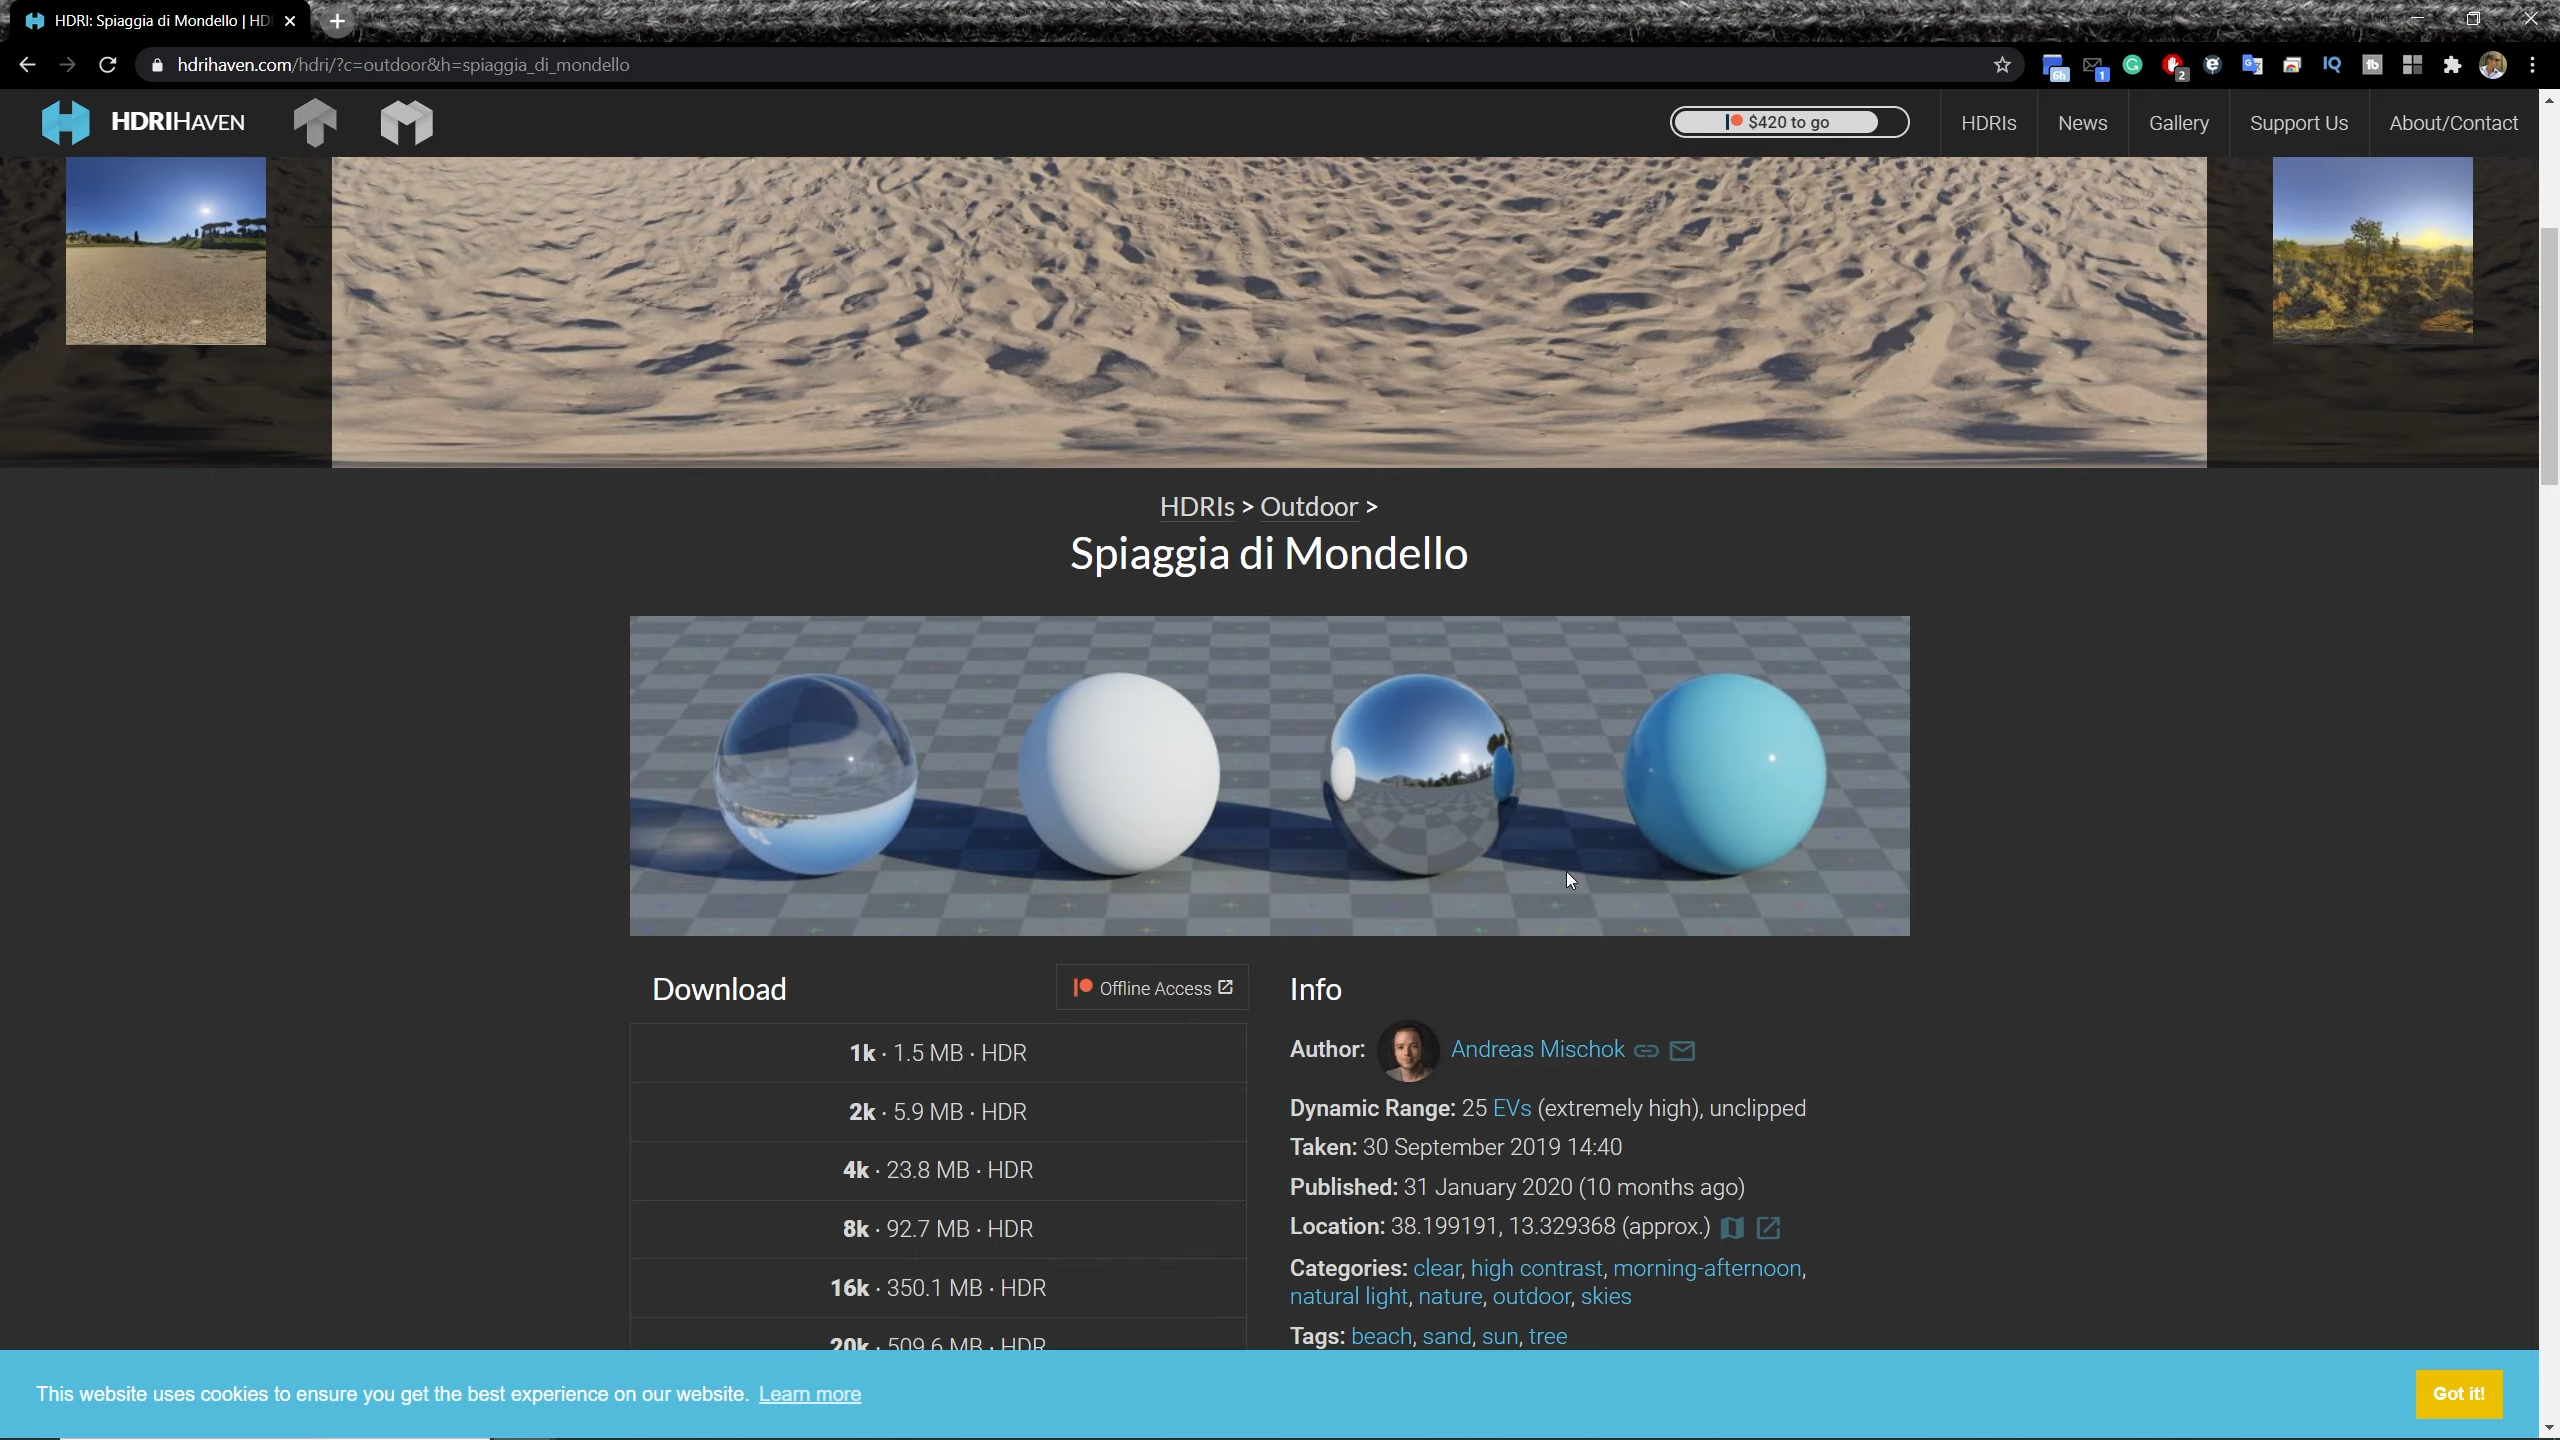 HDRI: Spiaggia di Mondello | HD
hdrihaven.com/hdri/?c=outdoor&h=spiaggia_di_mondello
6h
1
2
IQ
tb
HDRIHAVEN
$420 to go
HDRIs
News
Gallery
Support Us
About/Contact
HDRIs > Outdoor >
Spiaggia di Mondello
Download
Offline Access
1k · 1.5 MB · HDR
2k · 5.9 MB · HDR
4k · 23.8 MB · HDR
8k · 92.7 MB · HDR
16k · 350.1 MB · HDR
20k · 509.6 MB · HDR
Info
Author: Andreas Mischok
Dynamic Range: 25 EVs (extremely high), unclipped
Taken: 30 September 2019 14:40
Published: 31 January 2020 (10 months ago)
Location: 38.199191, 13.329368 (approx.)
Categories: clear, high contrast, morning-afternoon,
natural light, nature, outdoor, skies
Tags: beach, sand, sun, tree
This website uses cookies to ensure you get the best experience on our website. Learn more
Got it!